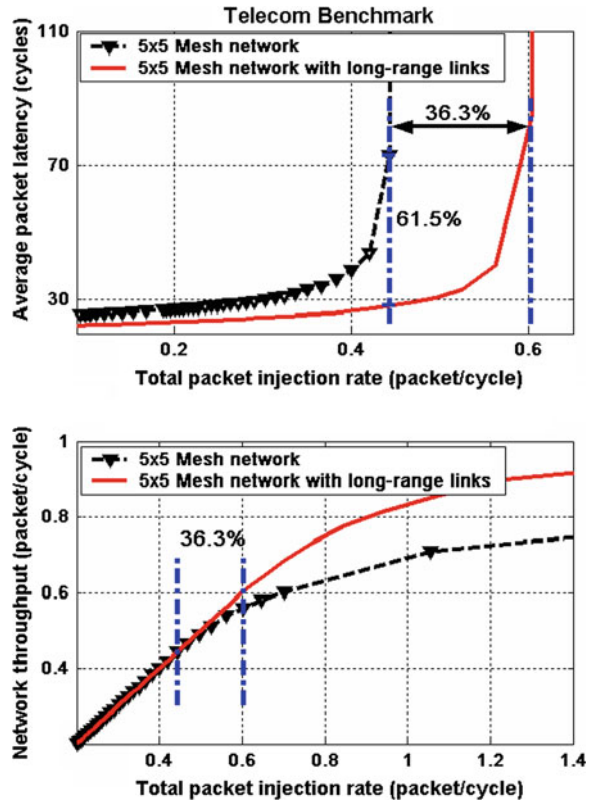 Telecom Benchmark
110
5x5 Mesh network
5x5 Mesh network with long-range links
36.3%
70
61.5%
30
Average packet latency (cycles)
0.2
0.4
0.6
Total packet injection rate (packet/cycle)
1
5x5 Mesh network
5x5 Mesh network with long-range links
0.8
36.3%
0.6
0.4
Network throughput (packet/cycle)
0.4
0.6
0.8
1
1.2
1.4
Total packet injection rate (packet/cycle)